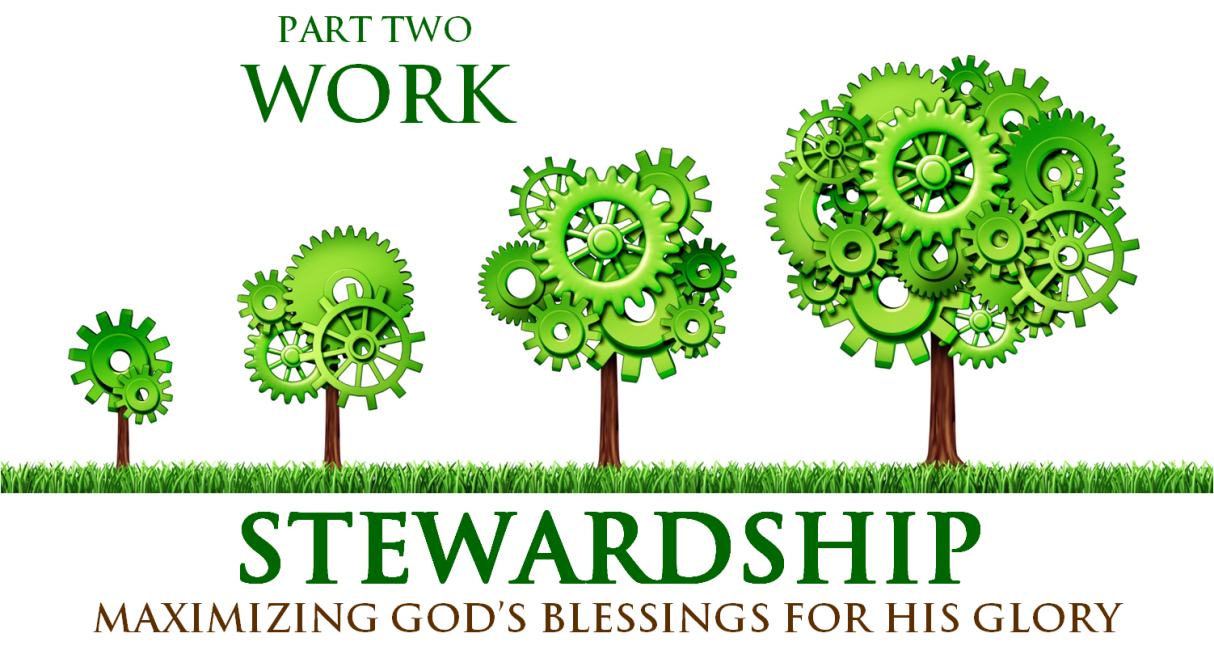 PART TWO
WORK
STEWARDSHIP
MAXIMIZING GOD'S BLESSINGS FOR HIS GLORY